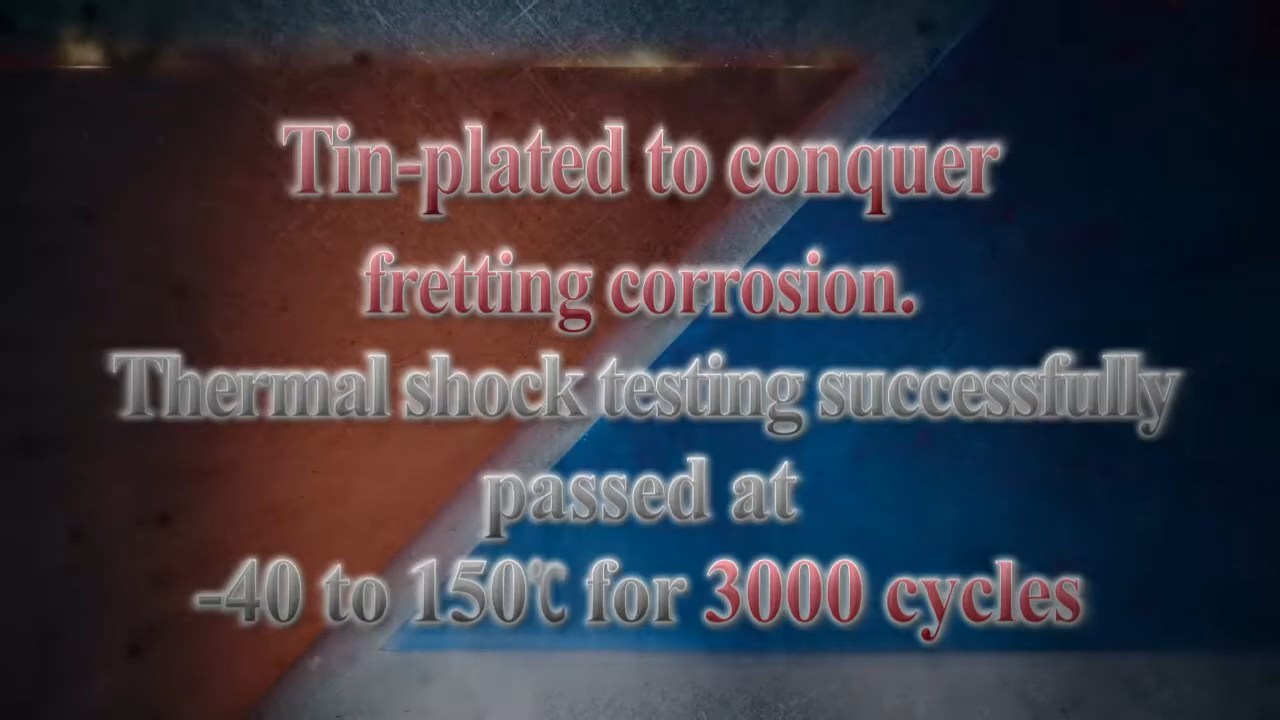 Tin-plated to conquer
fretting corrosion.
Thermal shock testing successfully
passed at
-40 to 150℃ for 3000 cycles